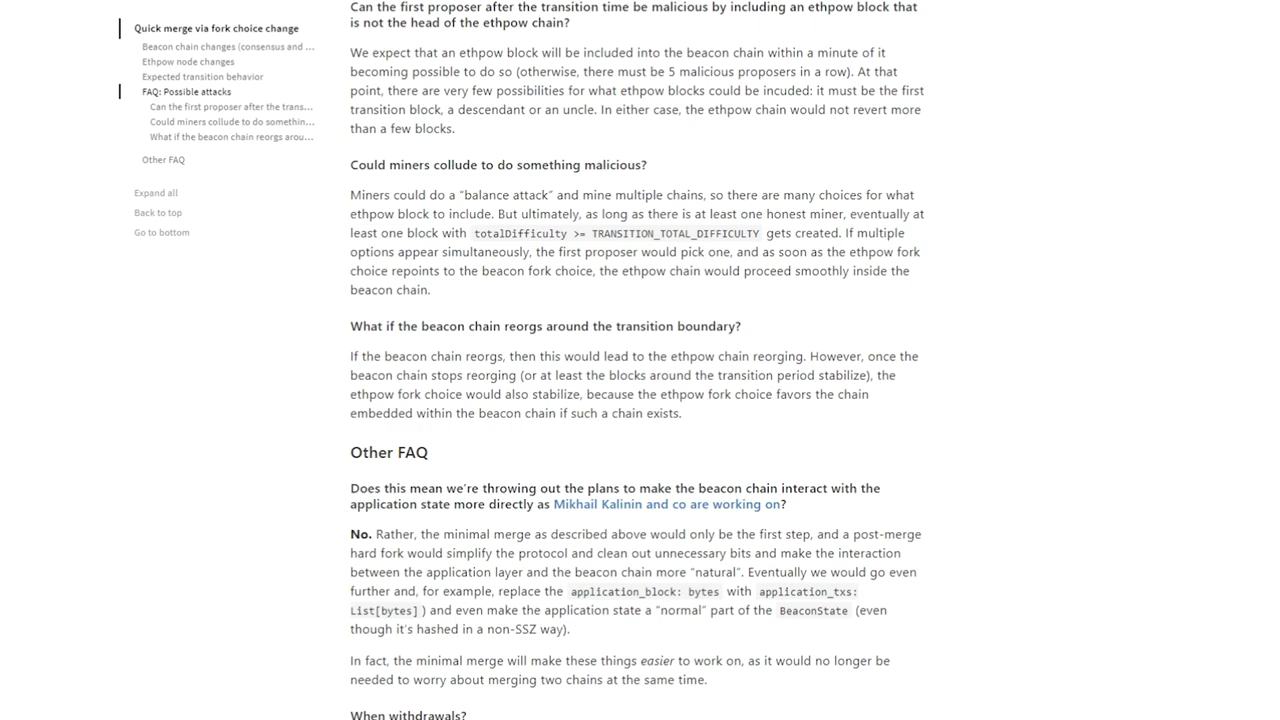 Quick merge via fork choice change
Beacon chain changes (consensus and ...
Ethpow node changes
Expected transition behavior
FAQ: Possible attacks
Can the first proposer after the trans...
Could miners collude to do somethin...
What if the beacon chain reorgs arou...
Other FAQ
Expand all
Back to top
Go to bottom
Can the first proposer after the transition time be malicious by including an ethpow block that
is not the head of the ethpow chain?
We expect that an ethpow block will be included into the beacon chain within a minute of it
becoming possible to do so (otherwise, there must be 5 malicious proposers in a row). At that
point, there are very few possibilities for what ethpow blocks could be incuded: it must be the first
transition block, a descendant or an uncle. In either case, the ethpow chain would not revert more
than a few blocks.
Could miners collude to do something malicious?
Miners could do a “balance attack” and mine multiple chains, so there are many choices for what
ethpow block to include. But ultimately, as long as there is at least one honest miner, eventually at
least one block with totalDifficulty >= TRANSITION_TOTAL_DIFFICULTY gets created. If multiple
options appear simultaneously, the first proposer would pick one, and as soon as the ethpow fork
choice repoints to the beacon fork choice, the ethpow chain would proceed smoothly inside the
beacon chain.
What if the beacon chain reorgs around the transition boundary?
If the beacon chain reorgs, then this would lead to the ethpow chain reorging. However, once the
beacon chain stops reorging (or at least the blocks around the transition period stabilize), the
ethpow fork choice would also stabilize, because the ethpow fork choice favors the chain
embedded within the beacon chain if such a chain exists.
Other FAQ
Does this mean we’re throwing out the plans to make the beacon chain interact with the
application state more directly as Mikhail Kalinin and co are working on?
No. Rather, the minimal merge as described above would only be the first step, and a post-merge
hard fork would simplify the protocol and clean out unnecessary bits and make the interaction
between the application layer and the beacon chain more “natural”. Eventually we would go even
further and, for example, replace the application_block: bytes with application_txs:
List[bytes] ) and even make the application state a “normal” part of the BeaconState (even
though it’s hashed in a non-SSZ way).
In fact, the minimal merge will make these things easier to work on, as it would no longer be
needed to worry about merging two chains at the same time.
When withdrawals?